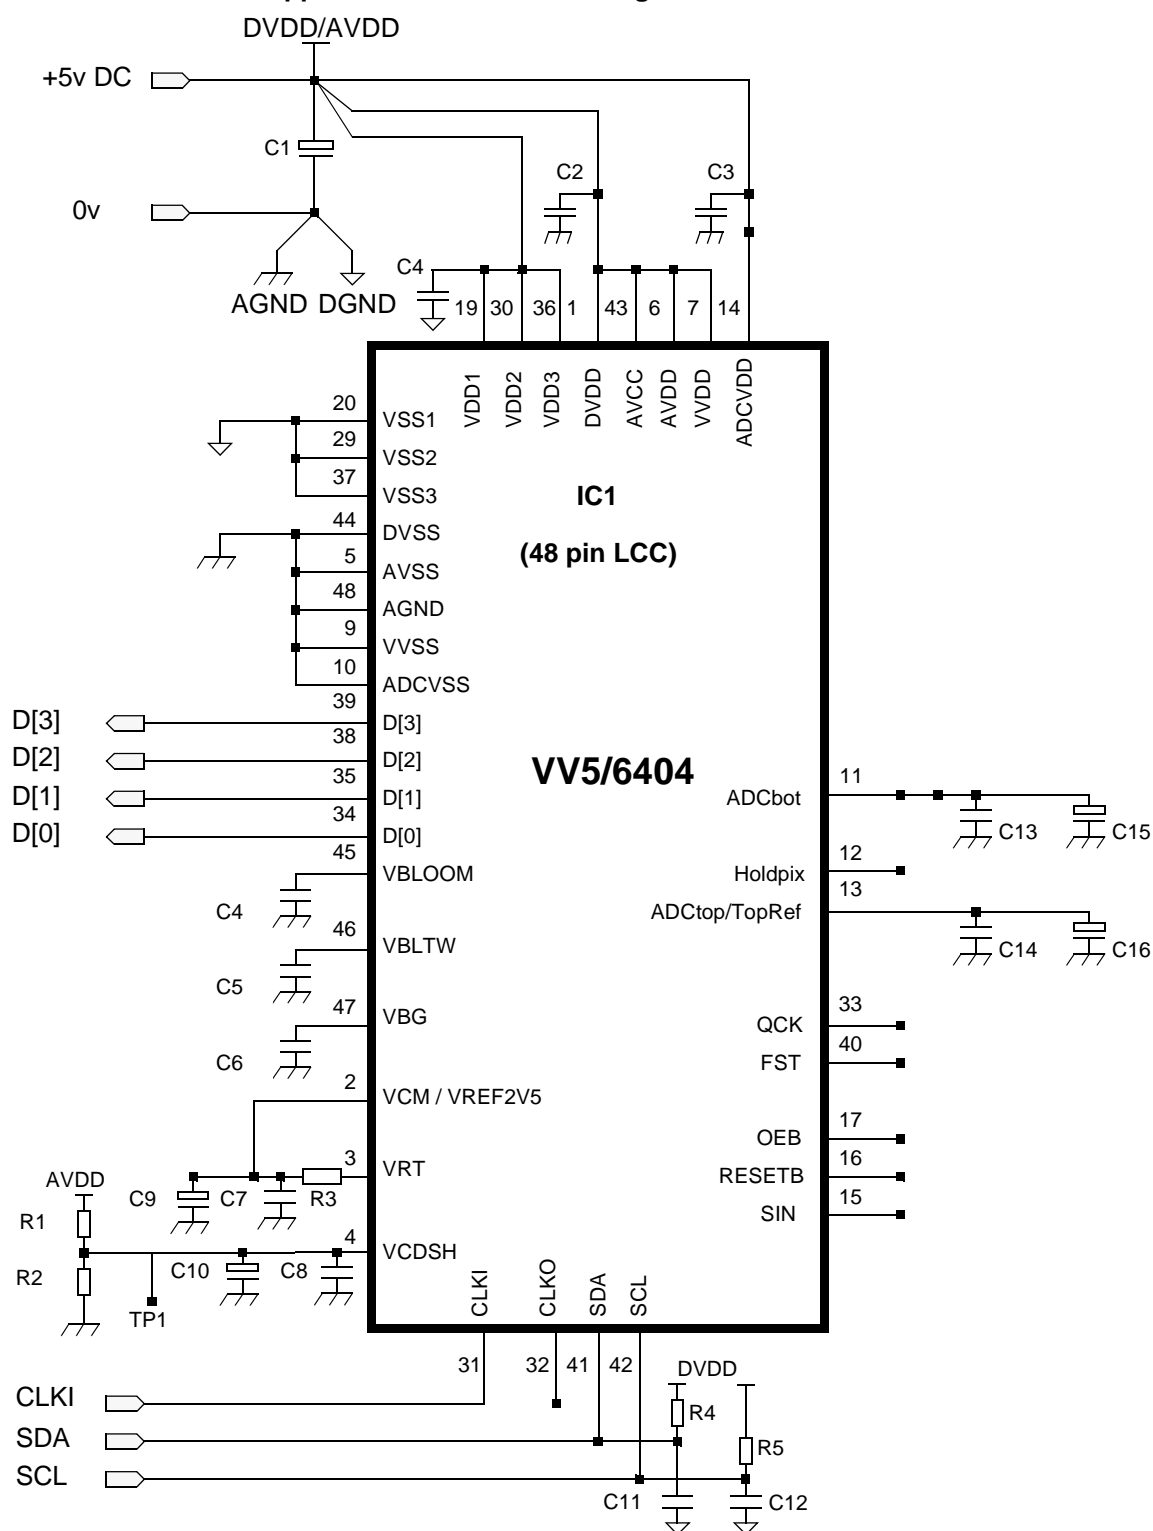 DVDD/AVDD
+5v DC
C1
C2
C3
0v
C4
AGND DGND
19 30 36 1 43 6 7 14
VDD1
VDD2
VDD3
DVDD
AVCC
AVDD
VVDD
ADCVDD
20 VSS1
29 VSS2
37 VSS3
IC1
44 DVSS
(48 pin LCC)
5 AVSS
48 AGND
9 VVSS
10 ADCVSS
D[3] 39 D[3]
D[2] 38 D[2]
VV5/6404
D[1] 35 D[1]
D[0] 34 D[0]
ADCbot 11
C13 C15
Holdpix 12
ADCtop/TopRef 13
C14 C16
45 VBLOOM
C4
46 VBLTW
C5
47 VBG
C6
QCK 33
FST 40
2 VCM / VREF2V5
OEB 17
3 VRT
RESETB 16
AVDD
C9 C7 R3
SIN 15
R1
4 VCDSH
R2
C10 C8
TP1
CLKI
CLKO
SDA
SCL
31 32 41 42
DVDD
CLKI
R4
SDA
R5
SCL
C11 C12